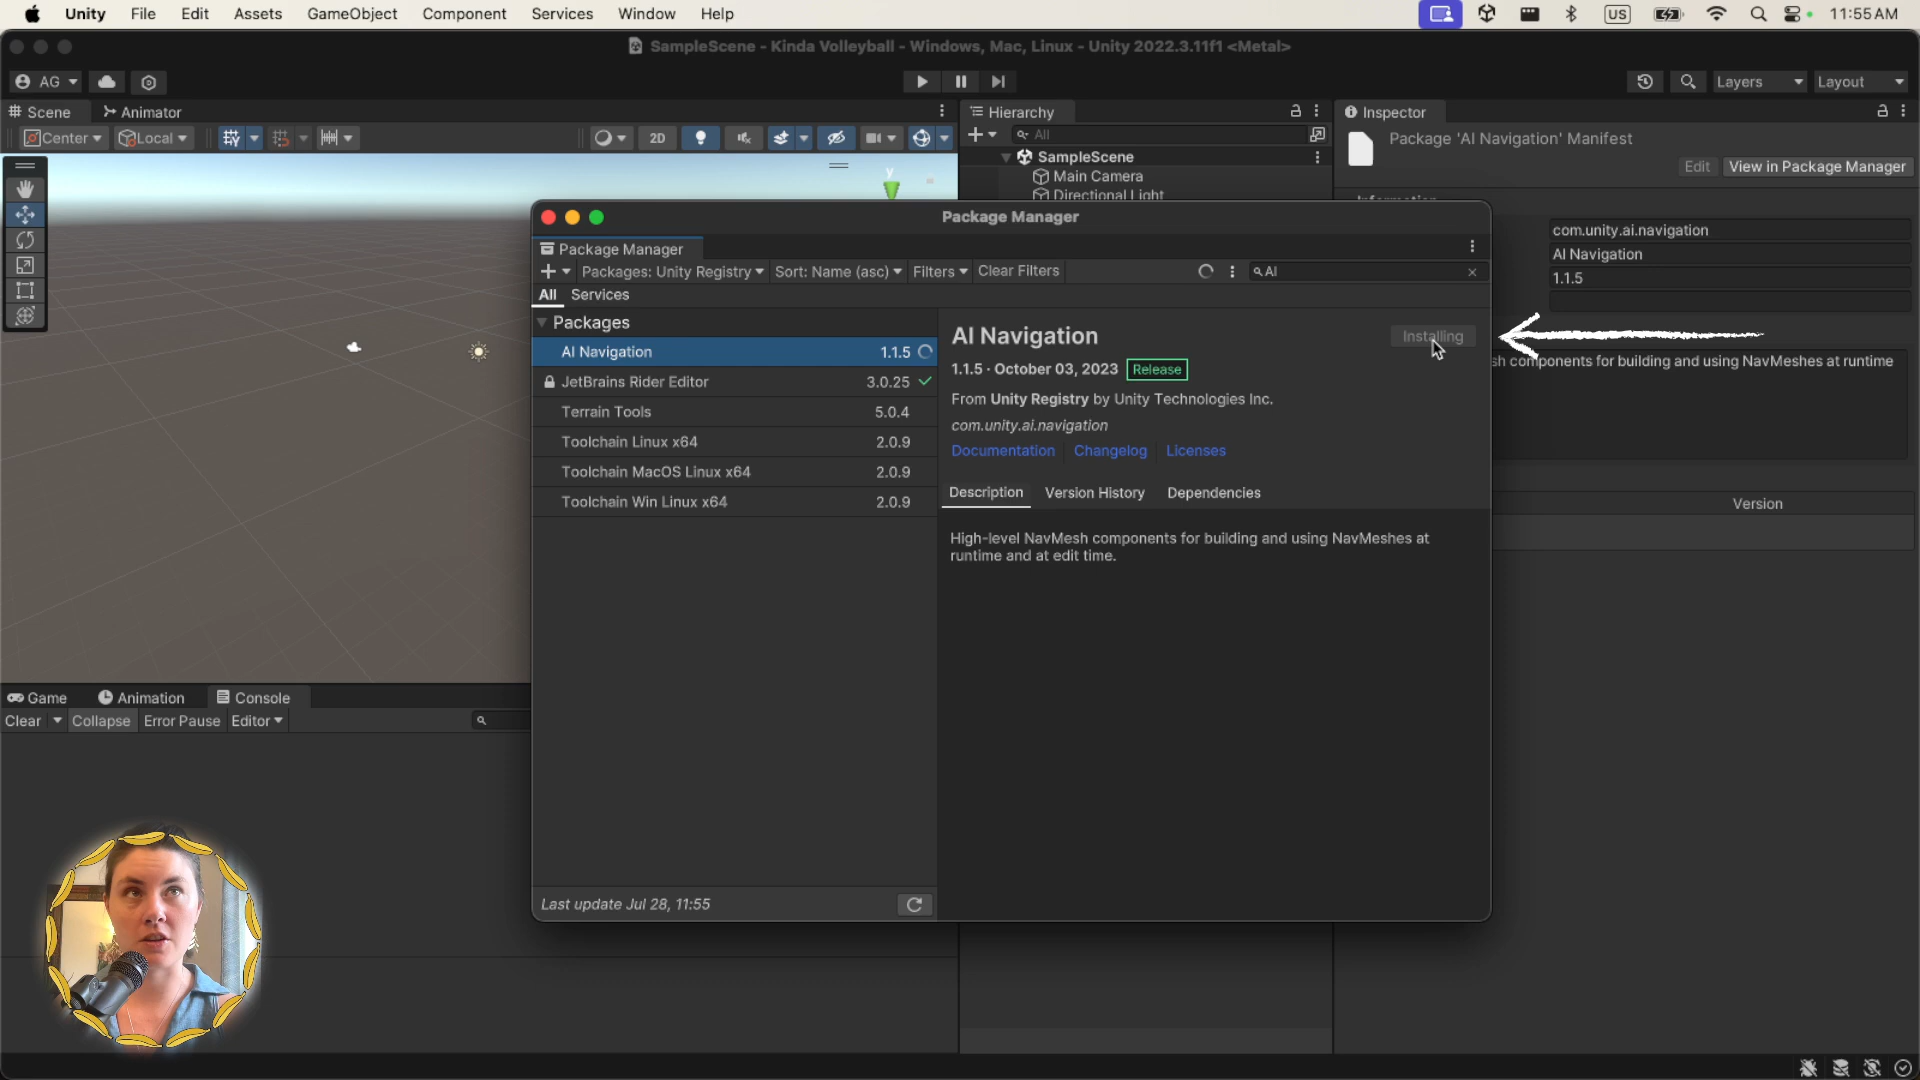 Unity File Edit Assets GameObject Component Services Window Help US 11:55 AM
SampleScene - Kinda Volleyball - Windows, Mac, Linux - Unity 2022.3.11f1 <Metal>
AG Layers Layout
Scene Animator
Center Local 2D
y
Hierarchy
All
SampleScene
Main Camera
Directional Light
Inspector
Package 'AI Navigation' Manifest
Edit View in Package Manager
Information
com.unity.ai.navigation
AI Navigation
1.1.5
sh components for building and using NavMeshes at runtime
Version
Package Manager
Package Manager
Packages: Unity Registry Sort: Name (asc) Filters Clear Filters AI
All Services
Packages
AI Navigation 1.1.5
JetBrains Rider Editor 3.0.25
Terrain Tools 5.0.4
Toolchain Linux x64 2.0.9
Toolchain MacOS Linux x64 2.0.9
Toolchain Win Linux x64 2.0.9
Last update Jul 28, 11:55
AI Navigation Installing
1.1.5 · October 03, 2023 Release
From Unity Registry by Unity Technologies Inc.
com.unity.ai.navigation
Documentation Changelog Licenses
Description Version History Dependencies
High-level NavMesh components for building and using NavMeshes at
runtime and at edit time.
Game Animation Console
Clear Collapse Error Pause Editor